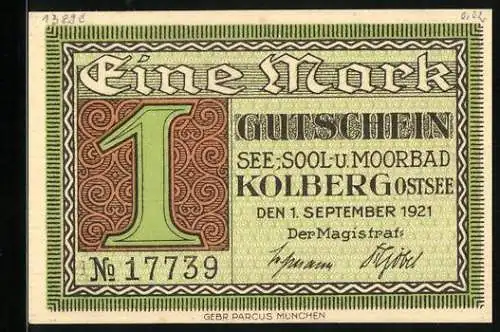 13898
Eine Mark
1
GUTSCHEIN
SEE-, SOOL- U. MOORBAD
KOLBERG OSTSEE
DEN 1. SEPTEMBER 1921
Der Magistrat:
№ 17739
GEBR PARCUS MÜNCHEN